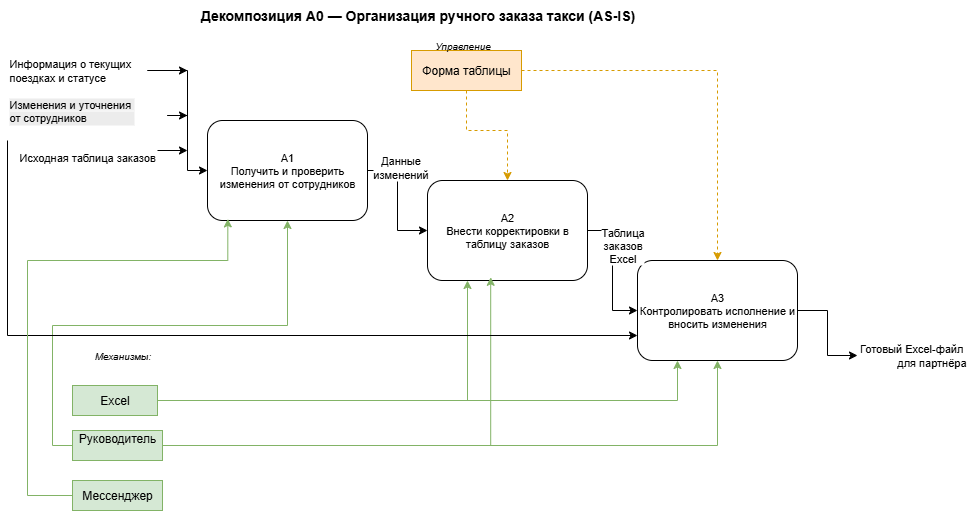 Декомпозиция A0 — Организация ручного заказа такси (AS-IS)
Управление
Форма таблицы
Информация о текущих
поездках и статусе
Изменения и уточнения
от сотрудников
Исходная таблица заказов
A1
Получить и проверить
изменения от сотрудников
Данные
изменений
A2
Внести корректировки в
таблицу заказов
Таблица
заказов
Excel
A3
Контролировать исполнение и
вносить изменения
Готовый Excel-файл
для партнёра
Механизмы:
Excel
Руководитель
Мессенджер